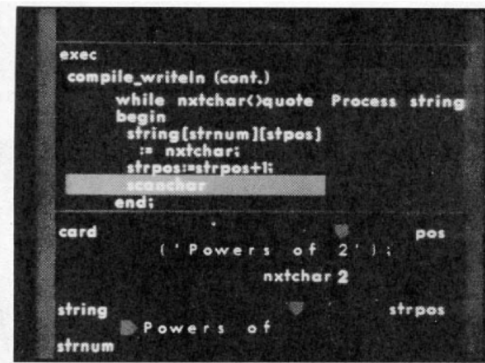 exec
compile_writeln (cont.)
while nxtchar<>quote Process string
begin
string[strnum][stpos]
:= nxtchar;
strpos:=strpos+1;
scanchar
end;
card pos
('Powers of 2');
nxtchar 2
string strpos
Powers of
strnum